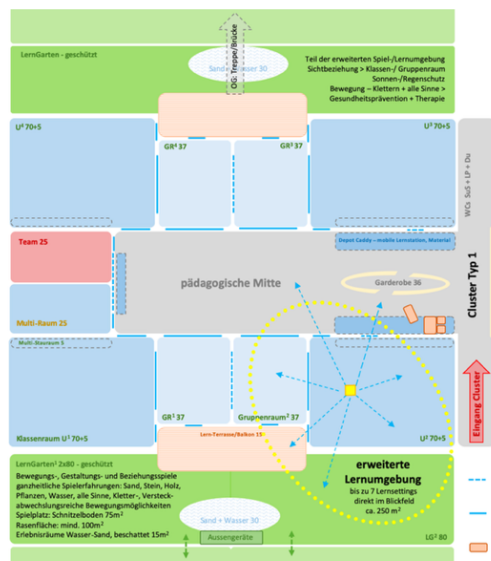 LernGarten - geschützt
Sand + Wasser 30
OG: Treppe/Brücke
Teil der erweiterten Spiel-/Lernumgebung
Sichtbeziehung > Klassen-/ Gruppenraum
Sonnen-/Regenschutz
Bewegung – Klettern + alle Sinne >
Gesundheitsprävention + Therapie
U⁴ 70+5
GR⁴ 37
GR³ 37
U³ 70+5
WCs SuS + LP + Du
Team 25
Depot Caddy – mobile Lernstation, Material
pädagogische Mitte
Garderobe 36
Cluster Typ 1
Multi-Raum 25
Multi-Rauraum 5
Klassenraum U¹ 70+5
GR¹ 37
Gruppenraum² 37
U² 70+5
Eingang Cluster
Lern-Terrasse/Balkon 15
LernGarten¹ 2x80 - geschützt
Bewegungs-, Gestaltungs- und Beziehungsspiele
ganzheitliche Spielerfahrungen: Sand, Stein, Holz,
Pflanzen, Wasser, alle Sinne, Kletter-, Versteck-
abwechslungsreiche Bewegungsmöglichkeiten
Spielplatz: Schnitzelboden 75m²
Rasenfläche: mind. 100m²
Erlebnisräume Wasser-Sand, beschattet 15m²
Sand + Wasser 30
Aussengeräte
erweiterte
Lernumgebung
bis zu 7 Lernsettings
direkt im Blickfeld
ca. 250 m²
LG² 80